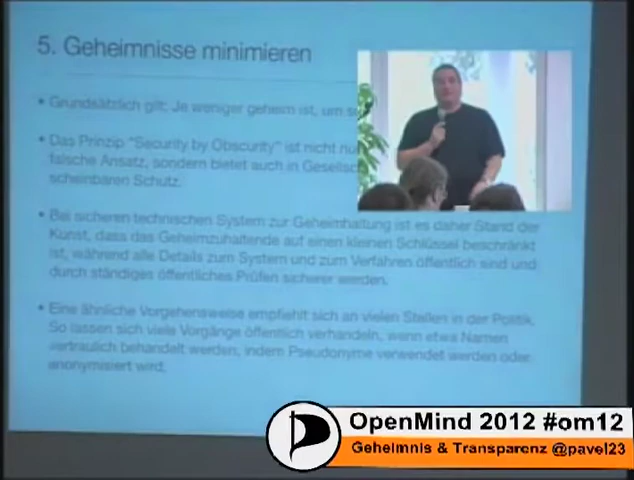 5. Geheimnisse minimieren
• Grundsätzlich gilt: Je weniger geheim ist, um
• Das Prinzip "Security by Obscurity" ist nicht nur
falsche Ansatz, sondern bietet auch in
scheinbaren Schutz.
• Bei sicheren technischen System zur Geheimhaltung ist es daher Stand der
Kunst, dass das Geheimzuhaltende auf einen kleinen Schlüssel beschränkt
ist, während alle Details zum System und zum Verfahren öffentlich sind und
durch ständiges öffentliches Prüfen sicherer werden.
• Eine ähnliche Vorgehensweise empfiehlt sich an vielen Stellen in der Politik.
So lassen sich viele Vorgänge öffentlich verhandeln, wenn etwa Namen
vertraulich behandelt werden, indem Pseudonyme verwendet werden oder
anonymisiert wird.
OpenMind 2012 #om12
Geheimnis & Transparenz @pavel23